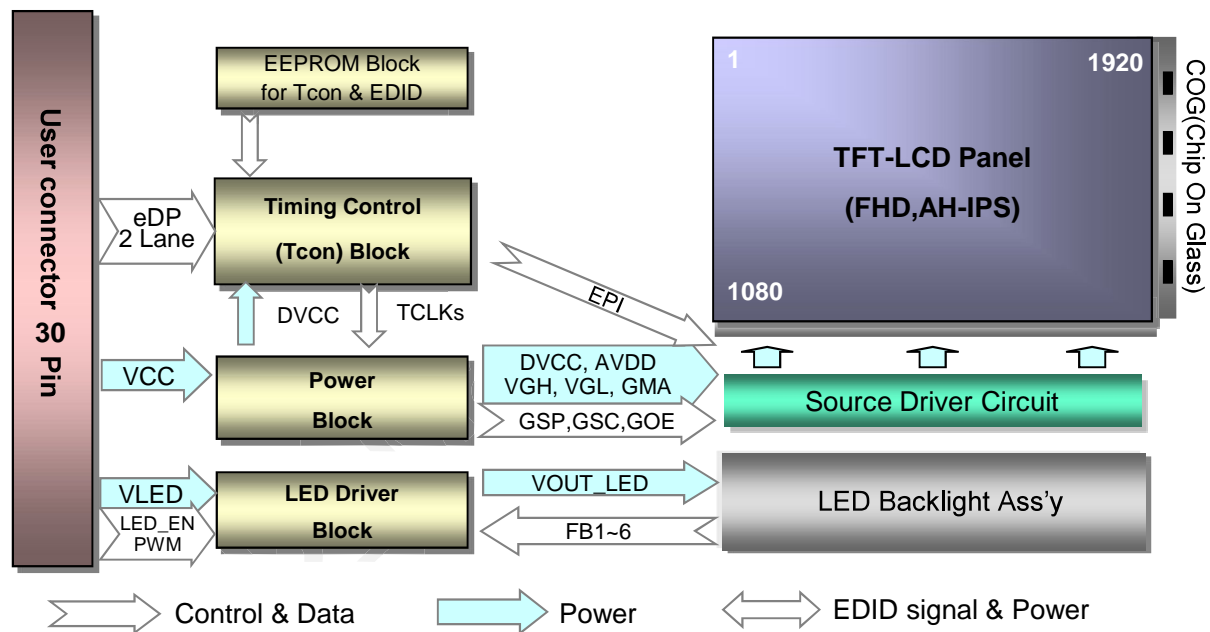 User connector 30 Pin
EEPROM Block
for Tcon & EDID
eDP
2 Lane
Timing Control
(Tcon) Block
DVCC
TCLKs
EPI
VCC
Power
Block
DVCC, AVDD
VGH, VGL, GMA
GSP,GSC,GOE
VLED
LED_EN
PWM
LED Driver
Block
VOUT_LED
FB1~6
1
1920
TFT-LCD Panel
(FHD,AH-IPS)
1080
COG(Chip On Glass)
Source Driver Circuit
LED Backlight Ass'y
Control & Data
Power
EDID signal & Power